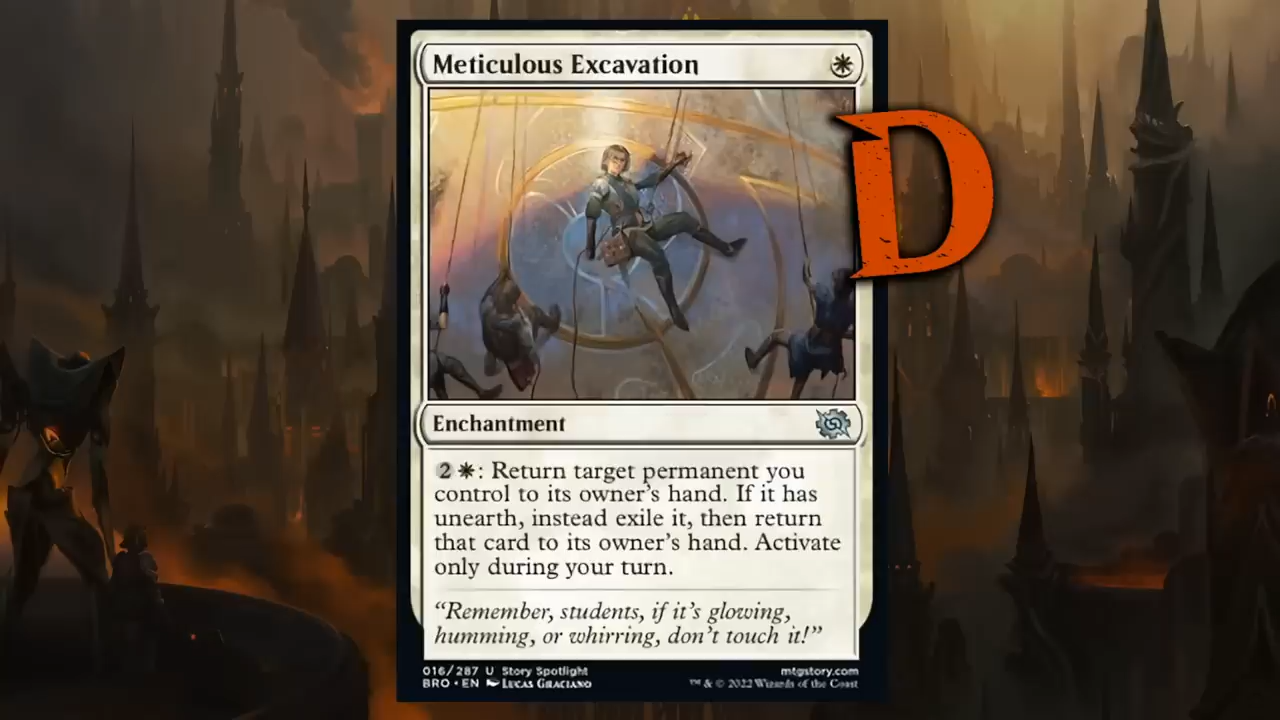 Meticulous Excavation
D
Enchantment
2 : Return target permanent you
control to its owner's hand. If it has
unearth, instead exile it, then return
that card to its owner's hand. Activate
only during your turn.
“Remember, students, if it's glowing,
humming, or whirring, don't touch it!”
016/287 U Story Spotlight
mtgstory.com
BRO • EN Lucas Graciano
™ & © 2022 Wizards of the Coast